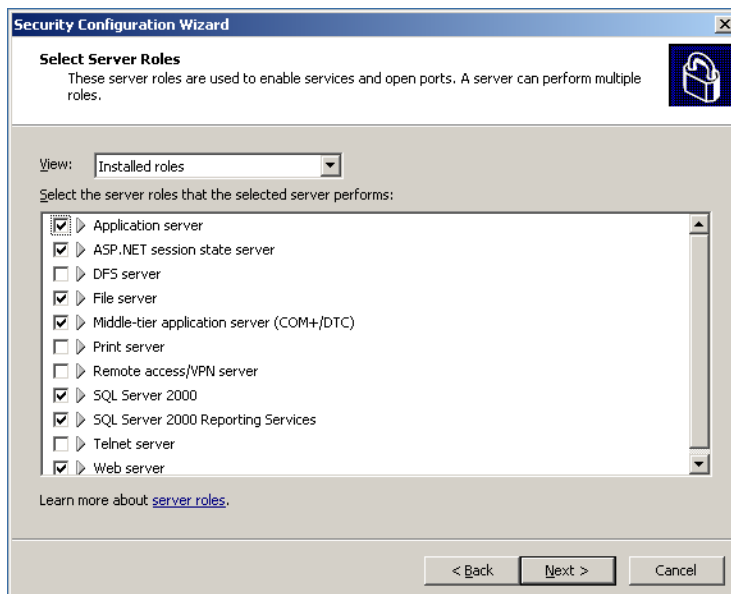 Security Configuration Wizard
Select Server Roles
These server roles are used to enable services and open ports. A server can perform multiple
roles.
View: Installed roles
Select the server roles that the selected server performs:
Application server
ASP.NET session state server
DFS server
File server
Middle-tier application server (COM+/DTC)
Print server
Remote access/VPN server
SQL Server 2000
SQL Server 2000 Reporting Services
Telnet server
Web server
Learn more about server roles.
< Back Next > Cancel